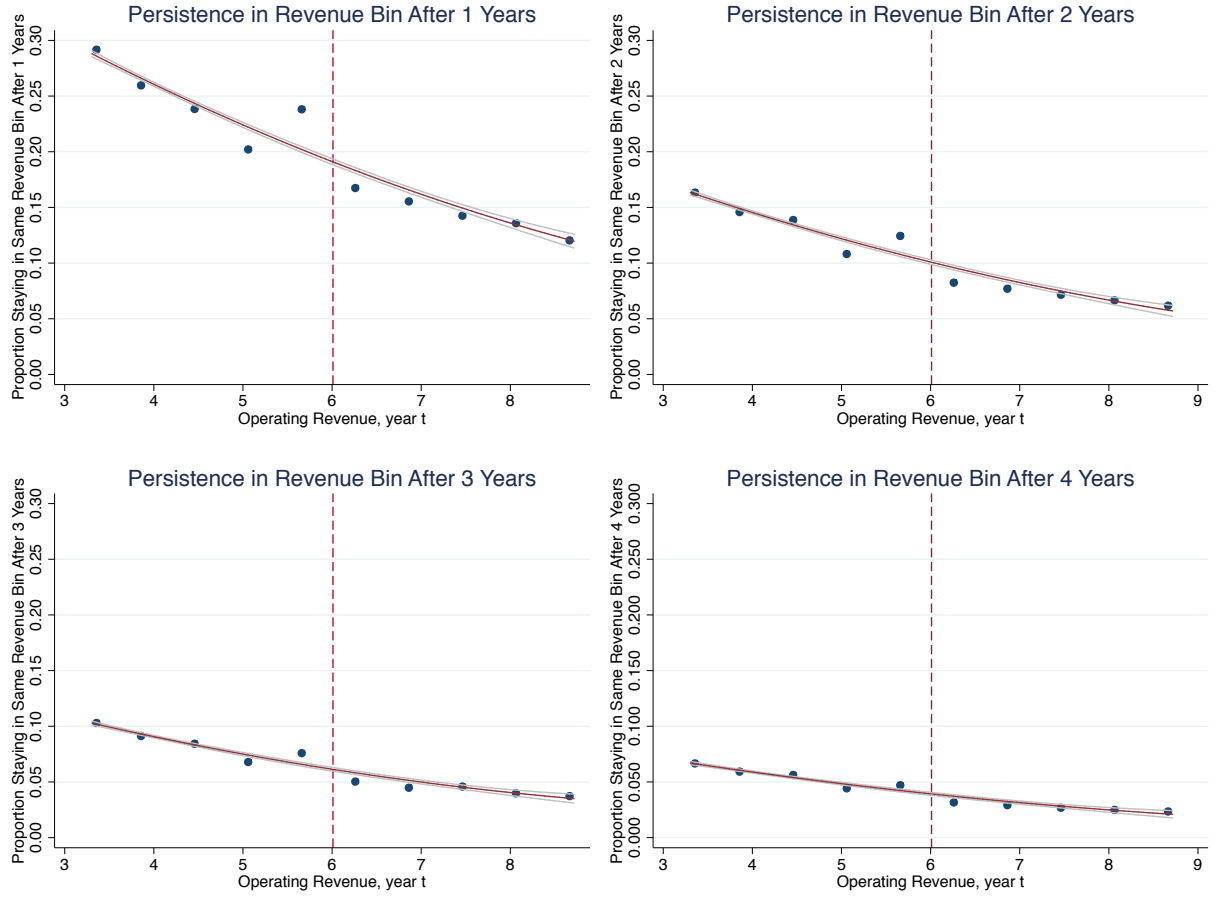 Persistence in Revenue Bin After 1 Years
Proportion Staying in Same Revenue Bin After 1 Years
0.30
0.25
0.20
0.15
0.10
0.05
0.00
3 4 5 6 7 8
Operating Revenue, year t
Persistence in Revenue Bin After 2 Years
Proportion Staying in Same Revenue Bin After 2 Years
0.30
0.25
0.20
0.15
0.10
0.05
0.00
3 4 5 6 7 8 9
Operating Revenue, year t
Persistence in Revenue Bin After 3 Years
Proportion Staying in Same Revenue Bin After 3 Years
0.30
0.25
0.20
0.15
0.10
0.05
0.00
3 4 5 6 7 8
Operating Revenue, year t
Persistence in Revenue Bin After 4 Years
Proportion Staying in Same Revenue Bin After 4 Years
0.300
0.250
0.200
0.150
0.100
0.050
0.000
3 4 5 6 7 8 9
Operating Revenue, year t